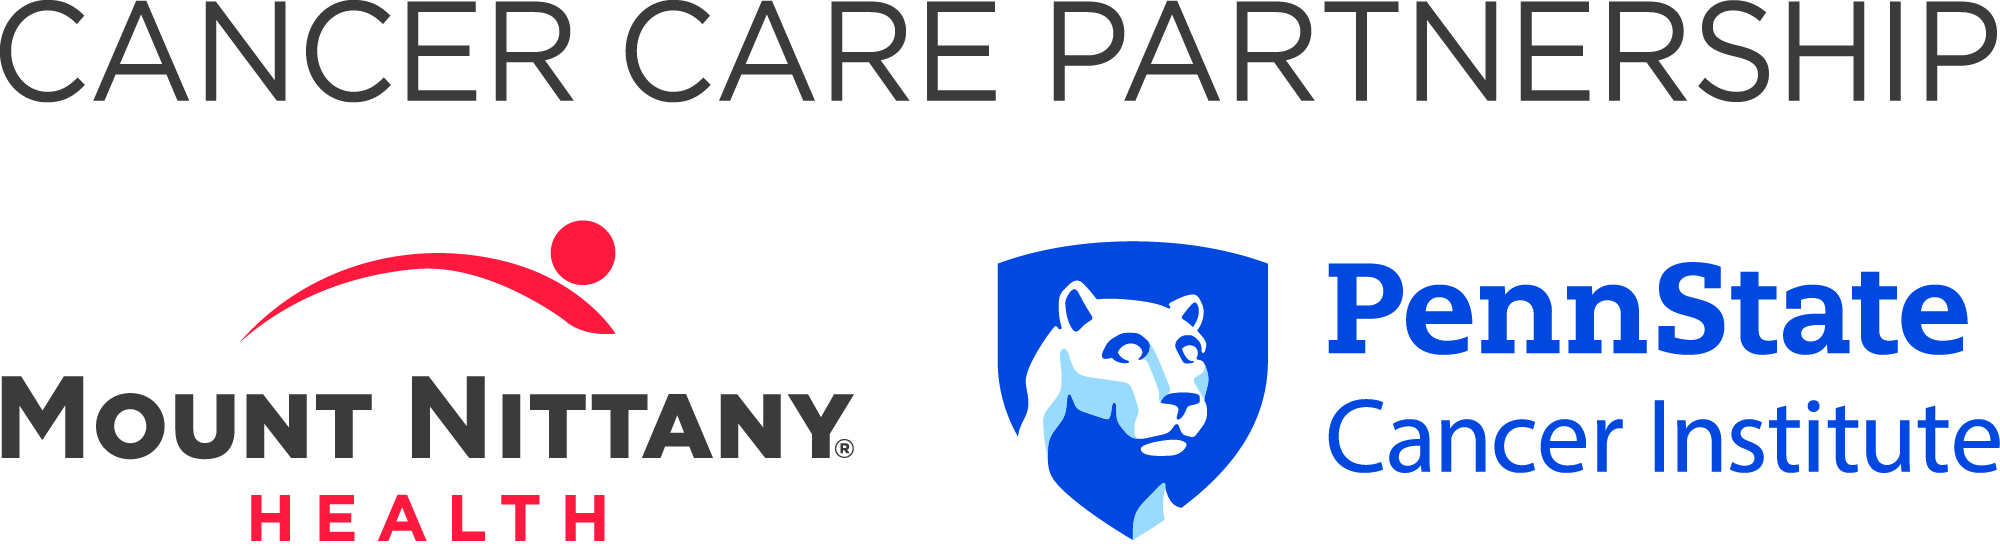 CANCER CARE PARTNERSHIP
MOUNT NITTANY®
HEALTH
PennState
Cancer Institute